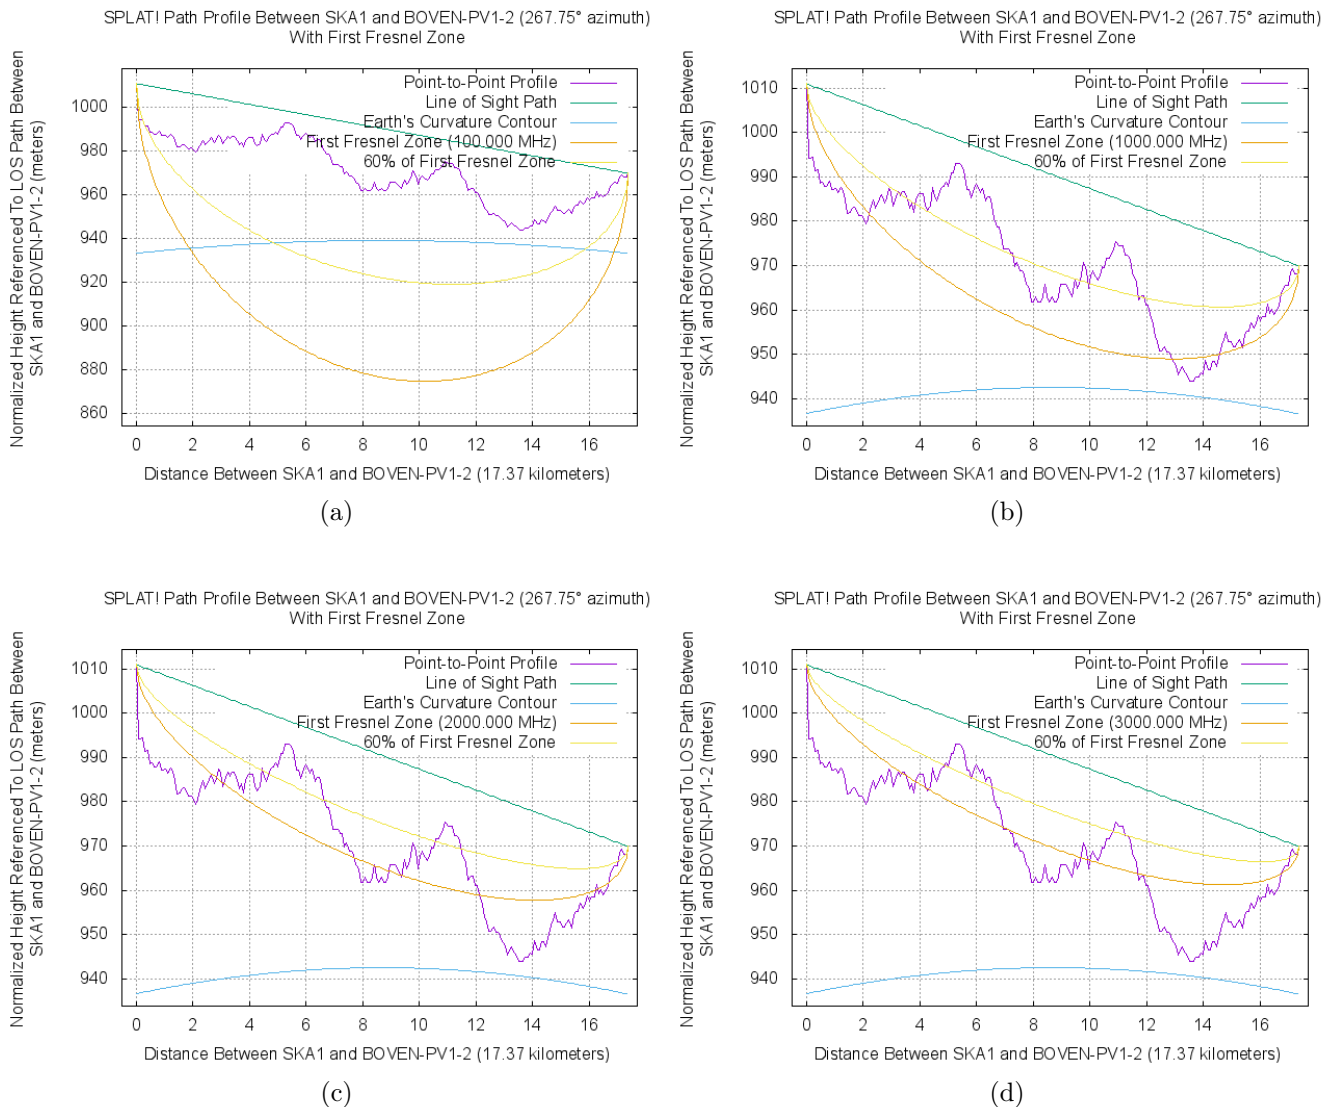 SPLAT! Path Profile Between SKA1 and BOVEN-PV1-2 (267.75° azimuth)
With First Fresnel Zone
Normalized Height Referenced To LOS Path Between
SKA1 and BOVEN-PV1-2 (meters)
Point-to-Point Profile
Line of Sight Path
Earth's Curvature Contour
First Fresnel Zone (100.000 MHz)
60% of First Fresnel Zone
1000
980
960
940
920
900
880
860
0 2 4 6 8 10 12 14 16
Distance Between SKA1 and BOVEN-PV1-2 (17.37 kilometers)
(a)
SPLAT! Path Profile Between SKA1 and BOVEN-PV1-2 (267.75° azimuth)
With First Fresnel Zone
Normalized Height Referenced To LOS Path Between
SKA1 and BOVEN-PV1-2 (meters)
Point-to-Point Profile
Line of Sight Path
Earth's Curvature Contour
First Fresnel Zone (1000.000 MHz)
60% of First Fresnel Zone
1010
1000
990
980
970
960
950
940
0 2 4 6 8 10 12 14 16
Distance Between SKA1 and BOVEN-PV1-2 (17.37 kilometers)
(b)
SPLAT! Path Profile Between SKA1 and BOVEN-PV1-2 (267.75° azimuth)
With First Fresnel Zone
Normalized Height Referenced To LOS Path Between
SKA1 and BOVEN-PV1-2 (meters)
Point-to-Point Profile
Line of Sight Path
Earth's Curvature Contour
First Fresnel Zone (2000.000 MHz)
60% of First Fresnel Zone
1010
1000
990
980
970
960
950
940
0 2 4 6 8 10 12 14 16
Distance Between SKA1 and BOVEN-PV1-2 (17.37 kilometers)
(c)
SPLAT! Path Profile Between SKA1 and BOVEN-PV1-2 (267.75° azimuth)
With First Fresnel Zone
Normalized Height Referenced To LOS Path Between
SKA1 and BOVEN-PV1-2 (meters)
Point-to-Point Profile
Line of Sight Path
Earth's Curvature Contour
First Fresnel Zone (3000.000 MHz)
60% of First Fresnel Zone
1010
1000
990
980
970
960
950
940
0 2 4 6 8 10 12 14 16
Distance Between SKA1 and BOVEN-PV1-2 (17.37 kilometers)
(d)